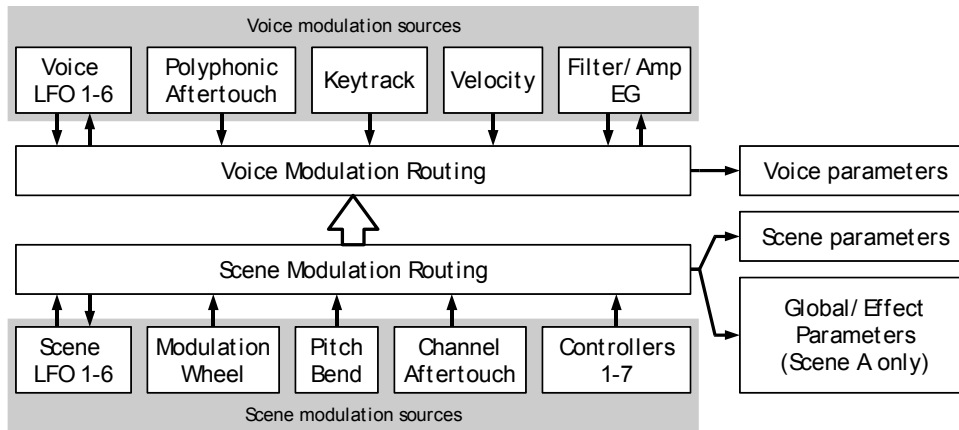 Voice modulation sources
Voice
LFO 1-6
Polyphonic
Aftertouch
Keytrack
Velocity
Filter/Amp
EG
Voice Modulation Routing
Voice parameters
Scene parameters
Scene Modulation Routing
Global/Effect
Parameters
(Scene A only)
Scene
LFO 1-6
Modulation
Wheel
Pitch
Bend
Channel
Aftertouch
Controllers
1-7
Scene modulation sources